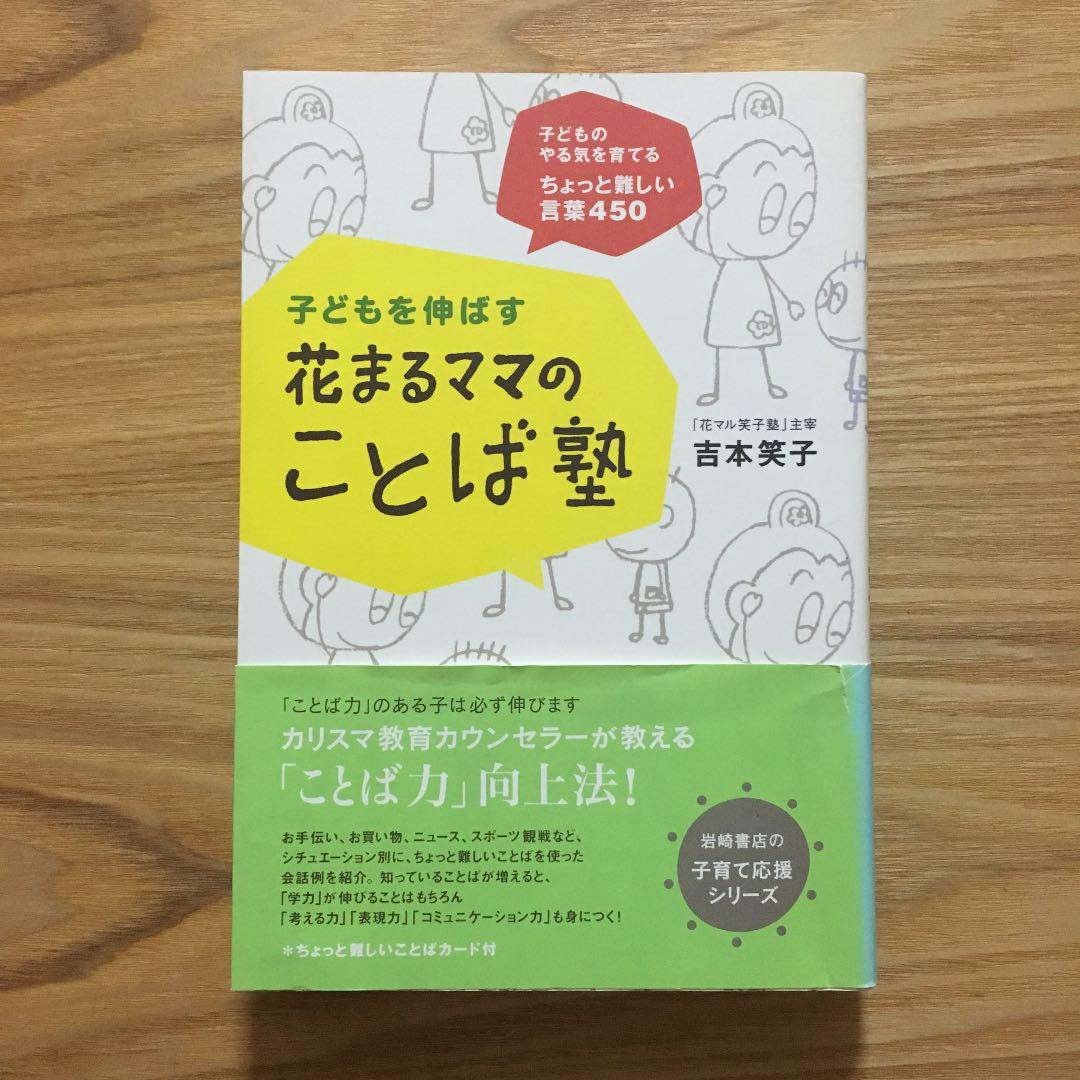 子どもの
やる気を育てる
ちょっと難しい
言葉450
子どもを伸ばす
花まるママの
ことば塾
「花マル笑子塾」主宰
吉本笑子
「ことば力」のある子は必ず伸びます
カリスマ教育カウンセラーが教える
「ことば力」向上法!
お手伝い、お買い物、ニュース、スポーツ観戦など、
シチュエーション別に、ちょっと難しいことばを使った
会話例を紹介。知っていることばが増えると、
「学力」が伸びることはもちろん
「考える力」「表現力」「コミュニケーション力」も身につく!
*ちょっと難しいことばカード付
岩崎書店の
子育て応援
シリーズ